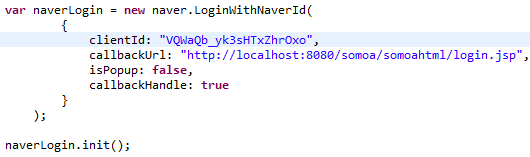 var naverLogin = new naver.LoginWithNaverId(
{
clientId: "VQWaQb_yk3sHTxZhrOxo",
callbackUrl: "http://localhost:8080/somoa/somoahtml/login.jsp",
isPopup: false,
callbackHandle: true
}
);
naverLogin.init();